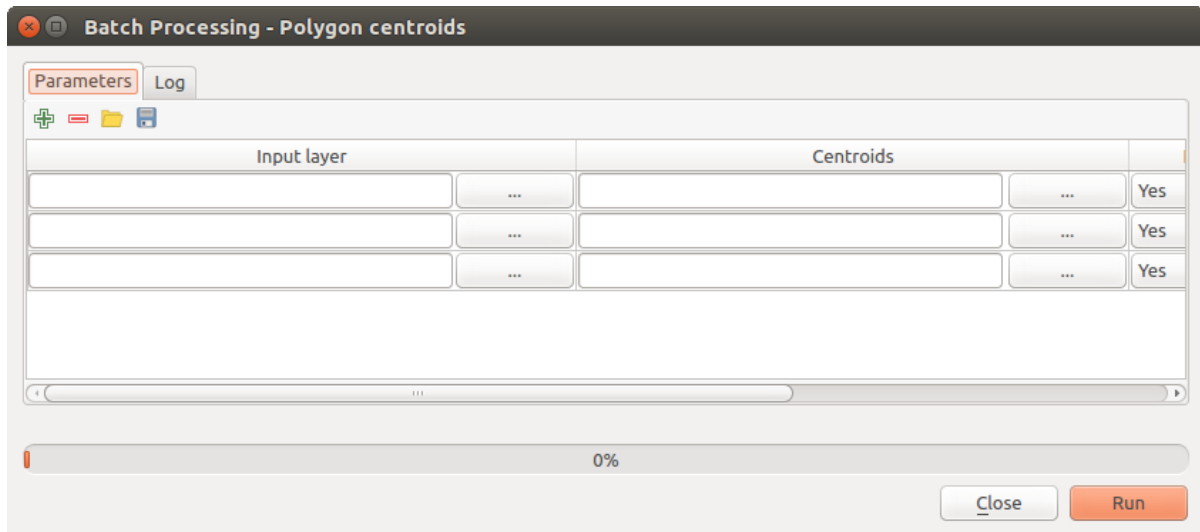 Batch Processing - Polygon centroids
Parameters Log
Input layer Centroids
... ... Yes
... ... Yes
... ... Yes
0%
Close Run